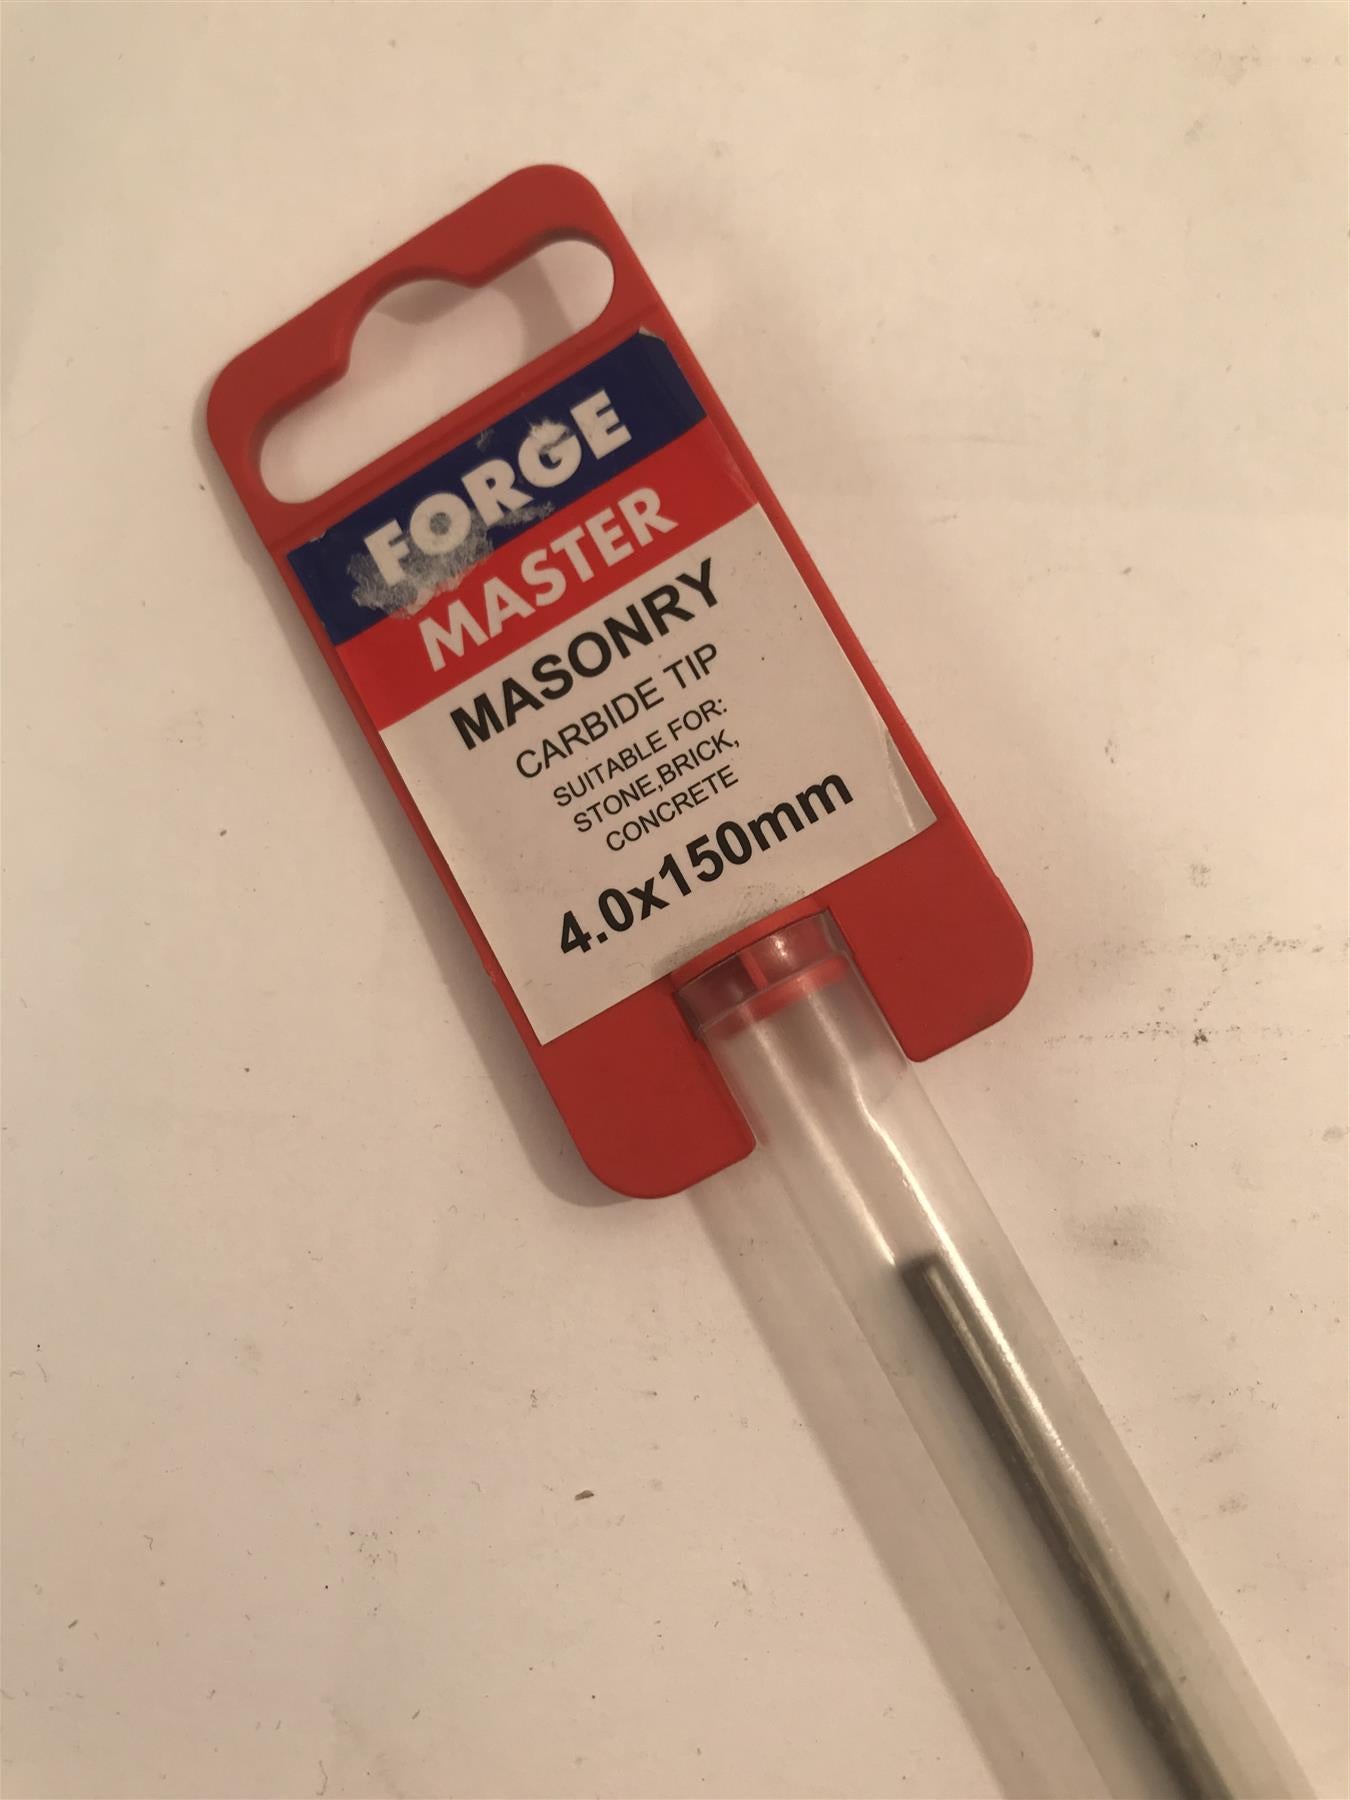 FORGE
MASTER
MASONRY
CARBIDE TIP
SUITABLE FOR:
STONE,BRICK,
CONCRETE
4.0x150mm